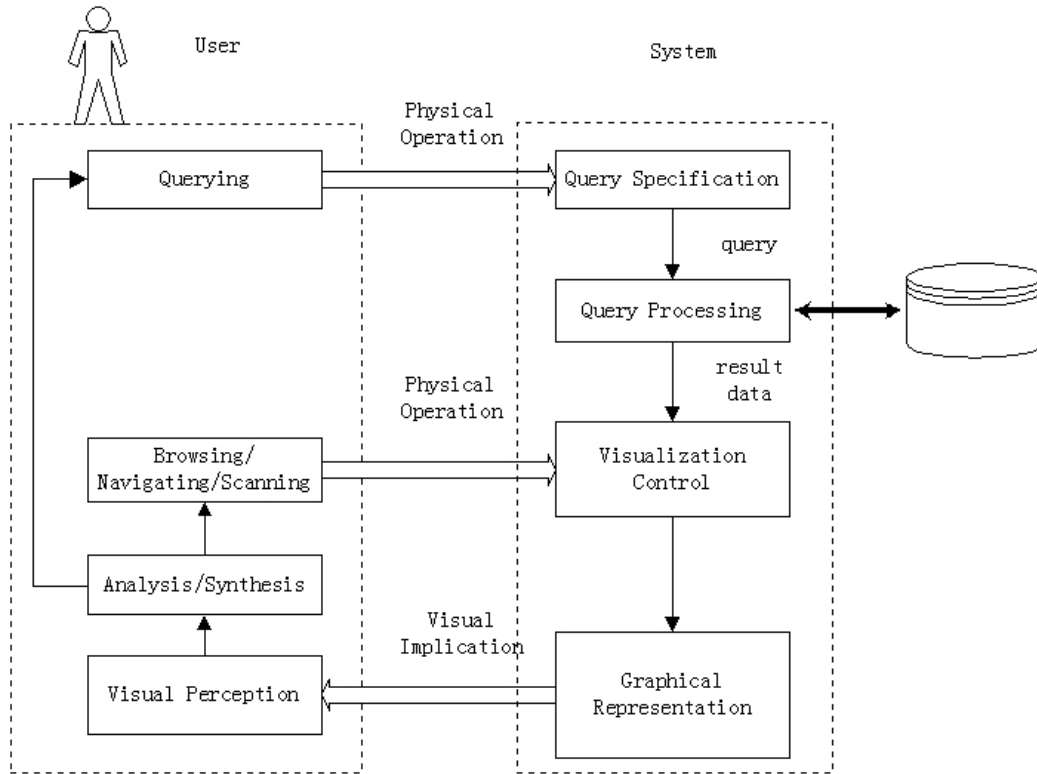 User
System
Physical
Operation
Querying
Query Specification
query
Query Processing
result
data
Physical
Operation
Browsing/
Navigating/Scanning
Visualization
Control
Analysis/Synthesis
Visual
Implication
Visual Perception
Graphical
Representation